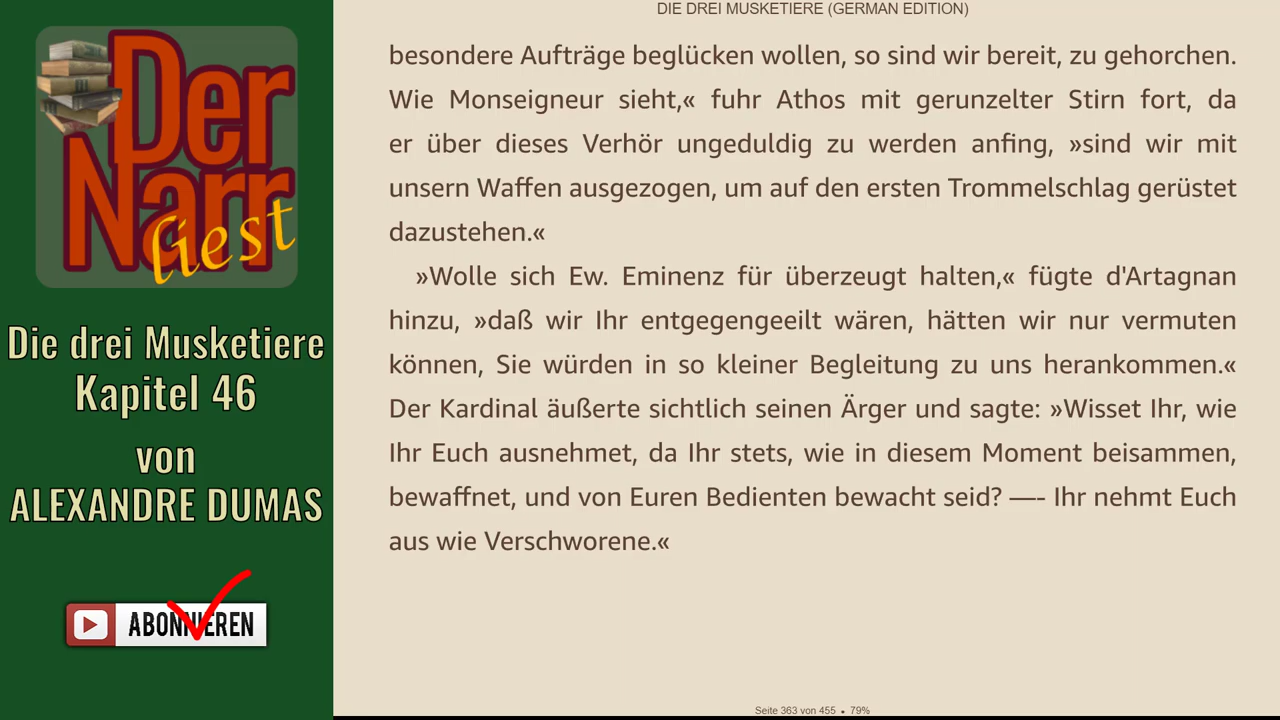 Der
Narr
liest
Die drei Musketiere
Kapitel 46
von
ALEXANDRE DUMAS
ABONNIEREN
DIE DREI MUSKETIERE (GERMAN EDITION)
besondere Aufträge beglücken wollen, so sind wir bereit, zu gehorchen.
Wie Monseigneur sieht,« fuhr Athos mit gerunzelter Stirn fort, da
er über dieses Verhör ungeduldig zu werden anfing, »sind wir mit
unsern Waffen ausgezogen, um auf den ersten Trommelschlag gerüstet
dazustehen.«
»Wolle sich Ew. Eminenz für überzeugt halten,« fügte d'Artagnan
hinzu, »daß wir Ihr entgegengeeilt wären, hätten wir nur vermuten
können, Sie würden in so kleiner Begleitung zu uns herankommen.«
Der Kardinal äußerte sichtlich seinen Ärger und sagte: »Wisset Ihr, wie
Ihr Euch ausnehmet, da Ihr stets, wie in diesem Moment beisammen,
bewaffnet, und von Euren Bedienten bewacht seid? —- Ihr nehmt Euch
aus wie Verschworene.«
Seite 363 von 455 • 79%